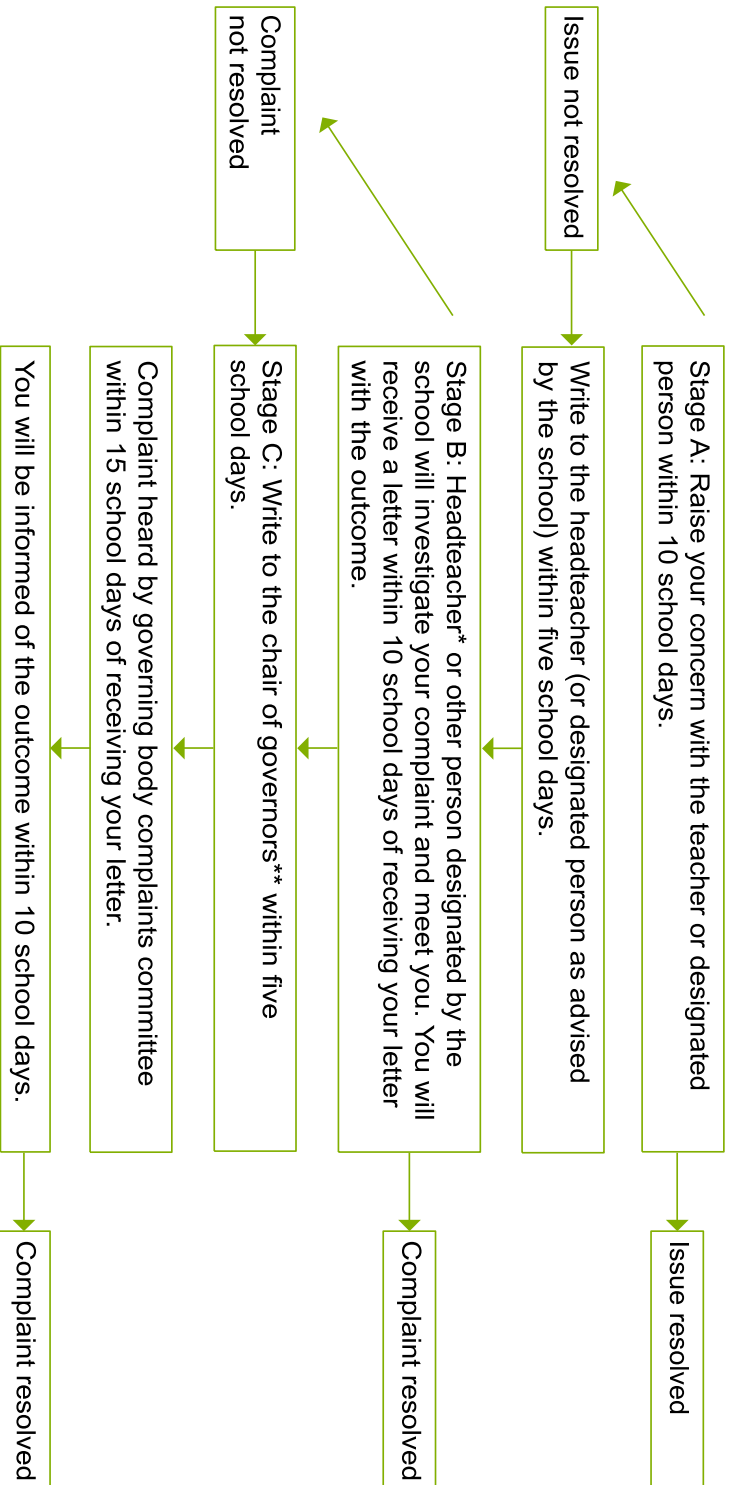 Stage A: Raise your concern with the teacher or designated
person within 10 school days.
Issue resolved
Issue not resolved
Write to the headteacher (or designated person as advised
by the school) within five school days.
Stage B: Headteacher* or other person designated by the
school will investigate your complaint and meet you. You will
receive a letter within 10 school days of receiving your letter
with the outcome.
Complaint resolved
Complaint
not resolved
Stage C: Write to the chair of governors** within five
school days.
Complaint heard by governing body complaints committee
within 15 school days of receiving your letter.
You will be informed of the outcome within 10 school days.
Complaint resolved